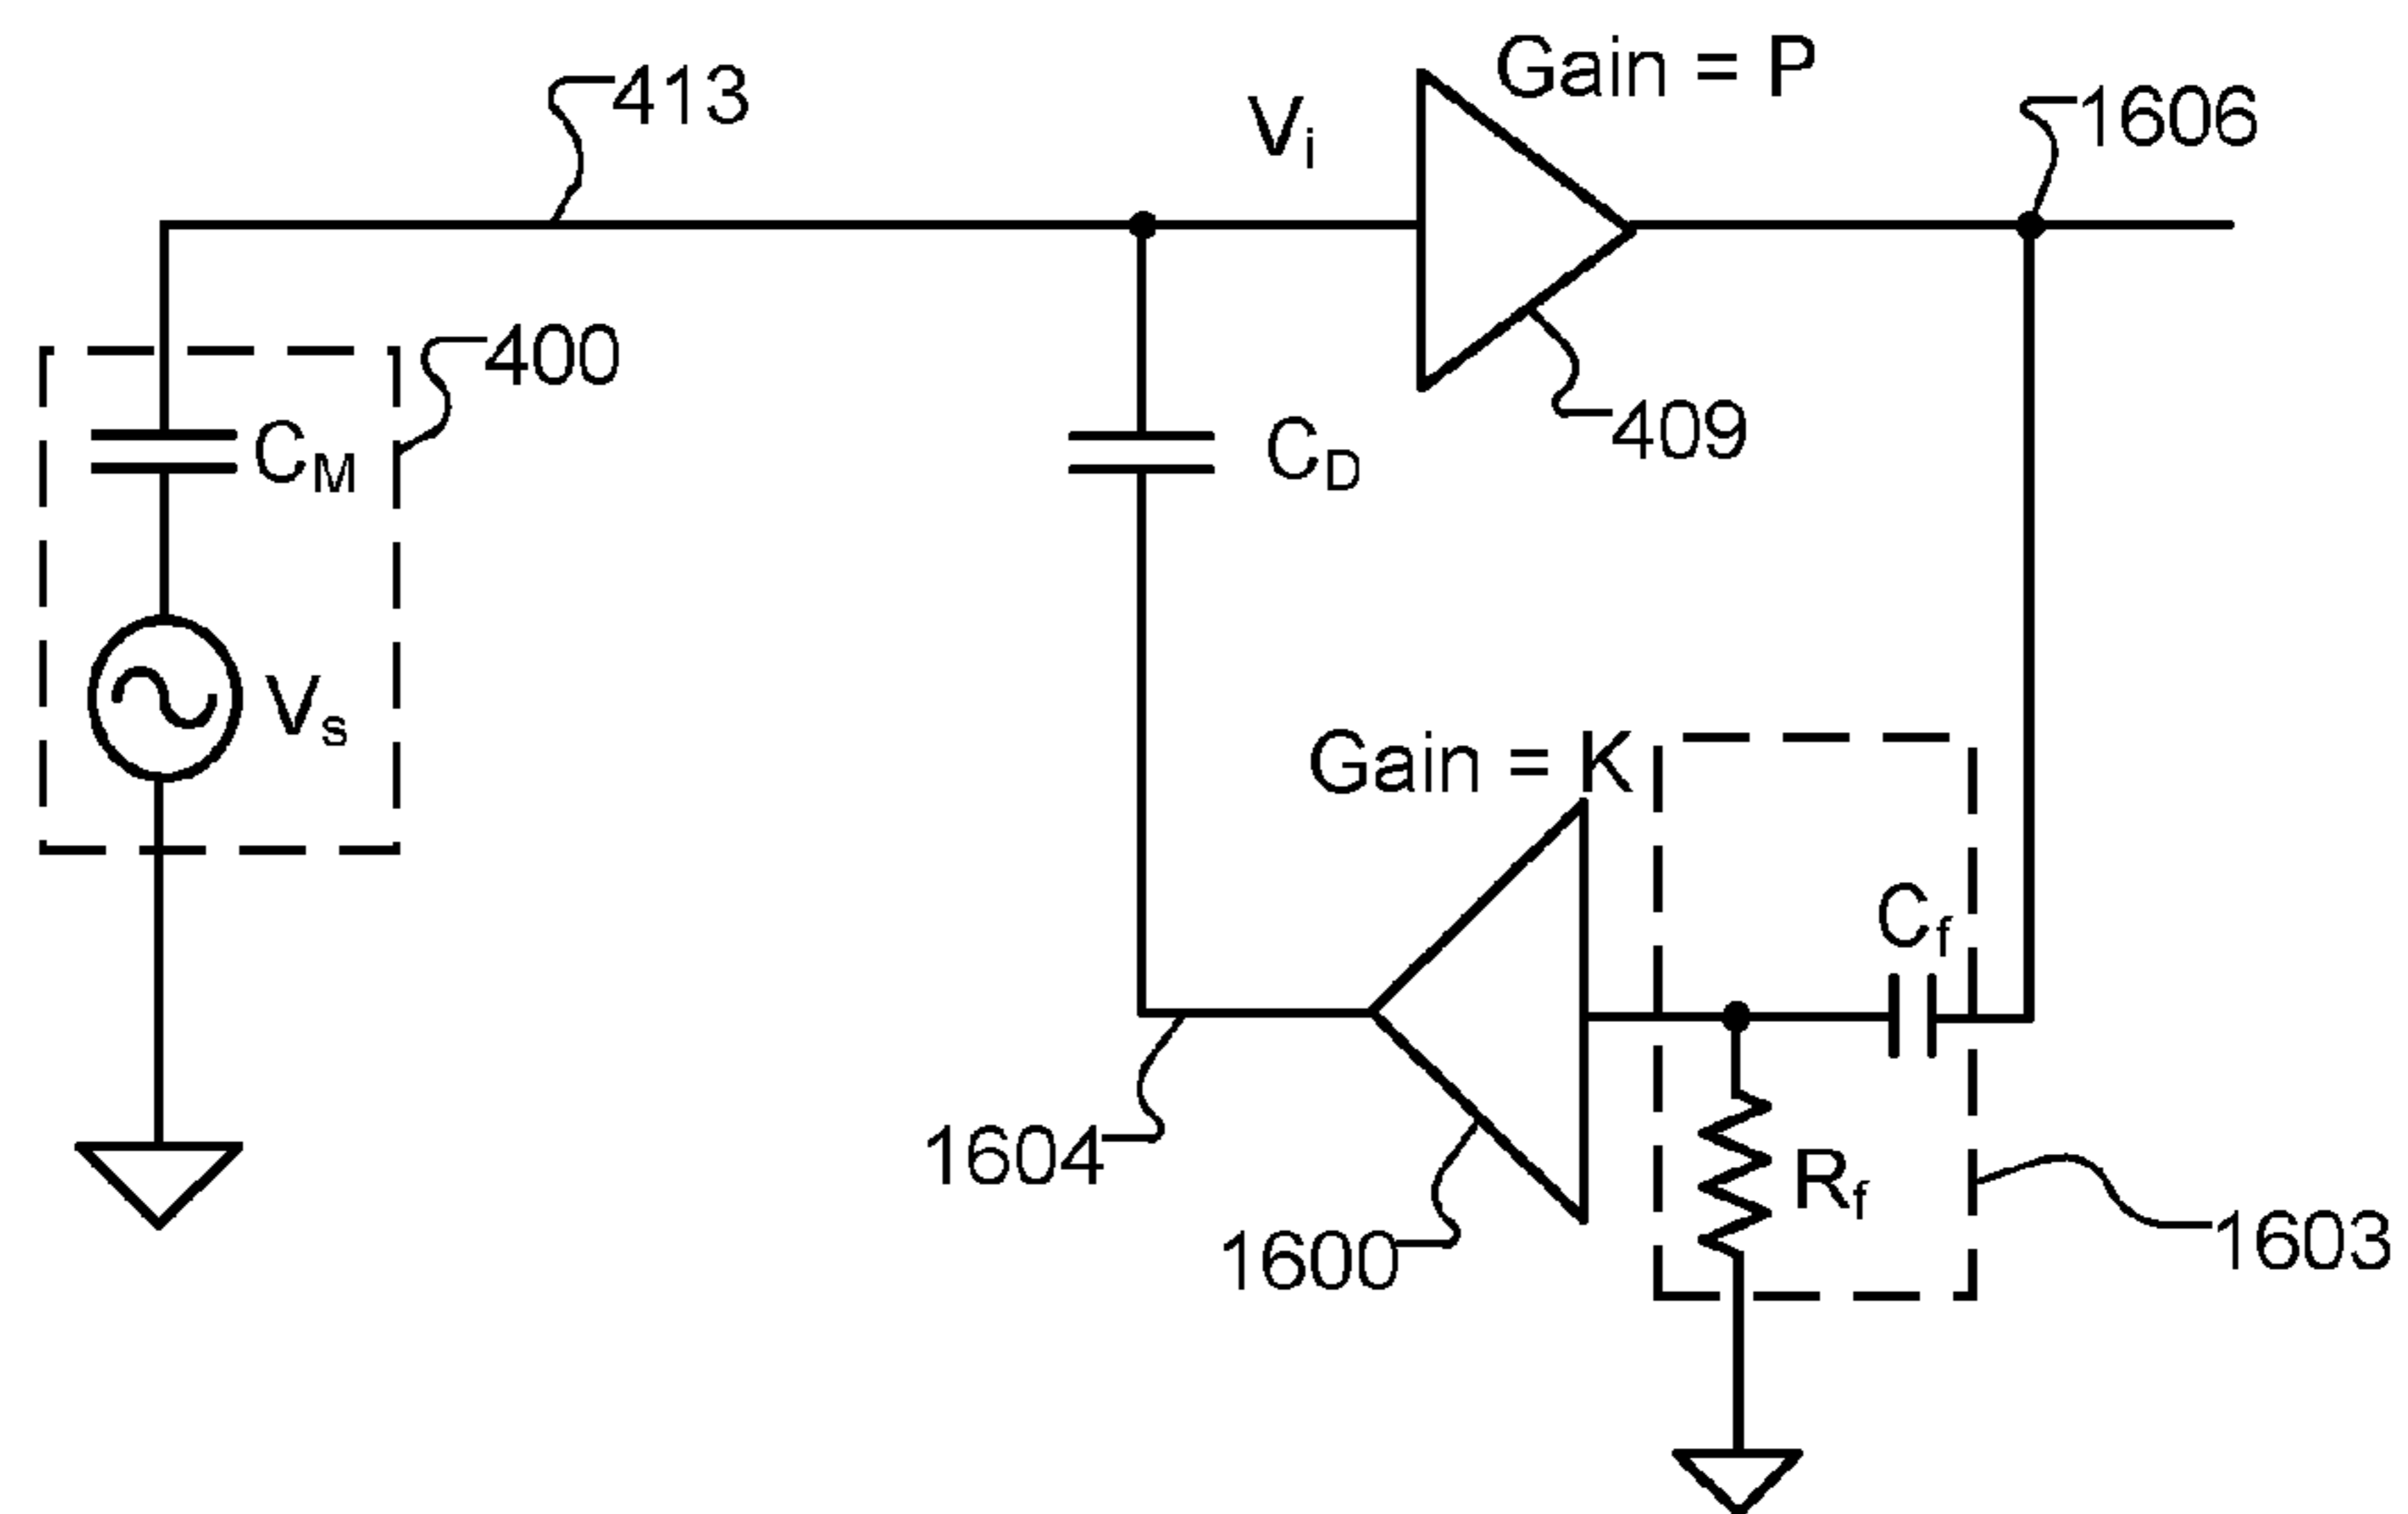 Gain = P
413
1606
Vi
400
409
CM
CD
Vs
Gain = K
Cf
1604
Rf
1600
1603